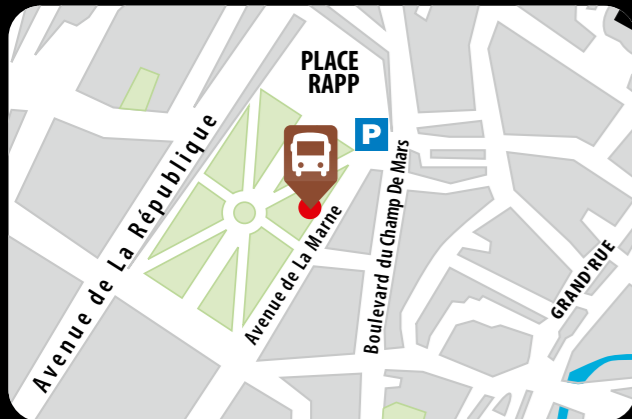 PLACE
RAPP
P
Avenue de La République
Avenue de La Marne
Boulevard du Champ De Mars
GRAND'RUE